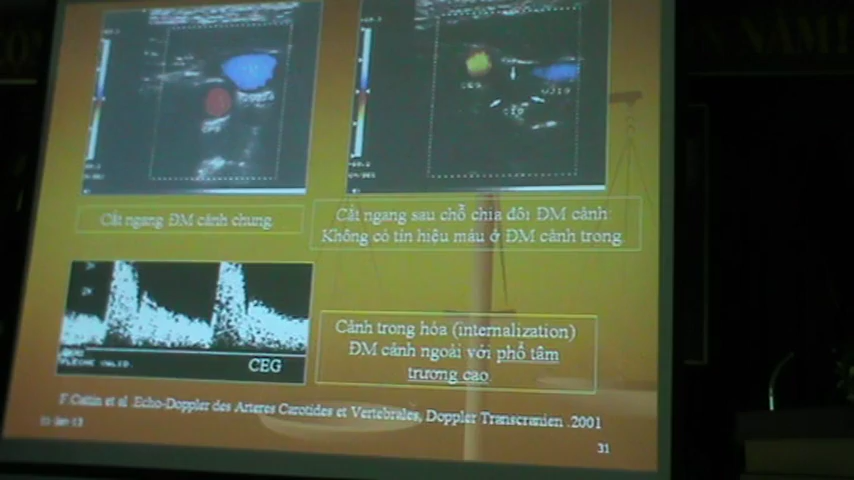 Cắt ngang ĐM cảnh chung.
Cắt ngang sau chỗ chia đôi ĐM cảnh:
Không có tín hiệu màu ở ĐM cảnh trong.
Cảnh trong hóa (internalization)
ĐM cảnh ngoài với phổ tâm
trương cao.
CEG
F.Cattin et al .Echo-Doppler des Arteres Carotides et Vertebrales, Doppler Transcranien .2001
31
NĂM